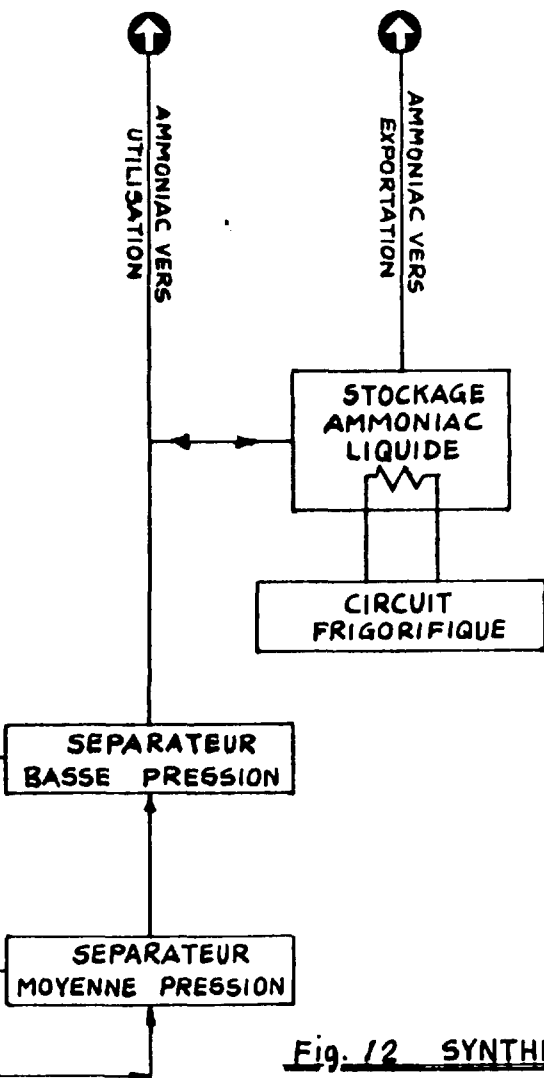 AMMONIAC VERS
UTILISATION
AMMONIAC VERS
EXPORTATION
STOCKAGE
AMMONIAC
LIQUIDE
CIRCUIT
FRIGORIFIQUE
SEPARATEUR
BASSE PRESSION
SEPARATEUR
MOYENNE PRESSION
Fig. 12 SYNTH